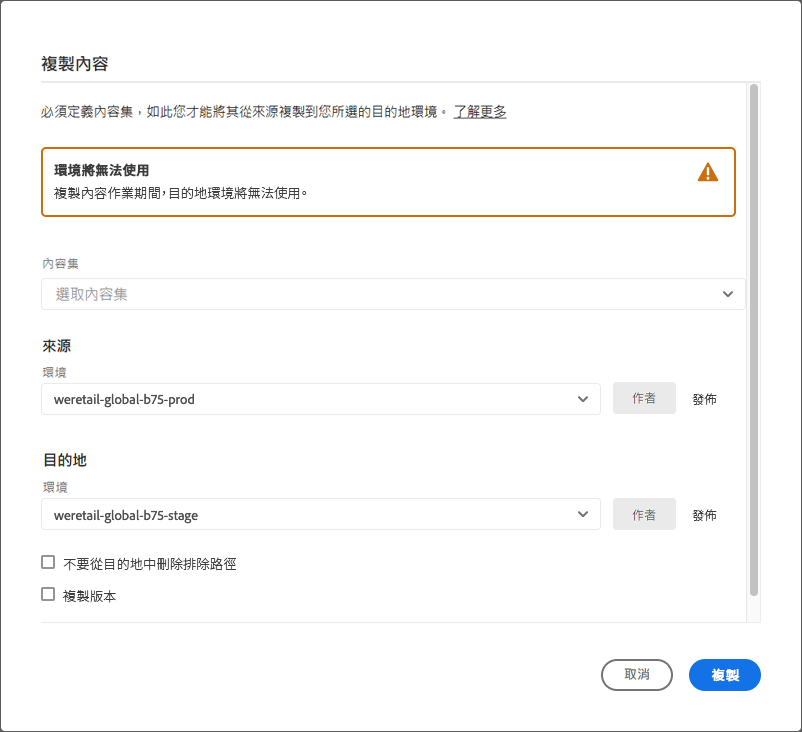 複製內容
必須定義內容集，如此您才能將其從來源複製到您所選的目的地環境。 了解更多
環境將無法使用
複製內容作業期間，目的地環境將無法使用。
內容集
選取內容集
來源
環境
weretail-global-b75-prod 作者 發佈
目的地
環境
weretail-global-b75-stage 作者 發佈
不要從目的地中刪除排除路徑
複製版本
取消 複製